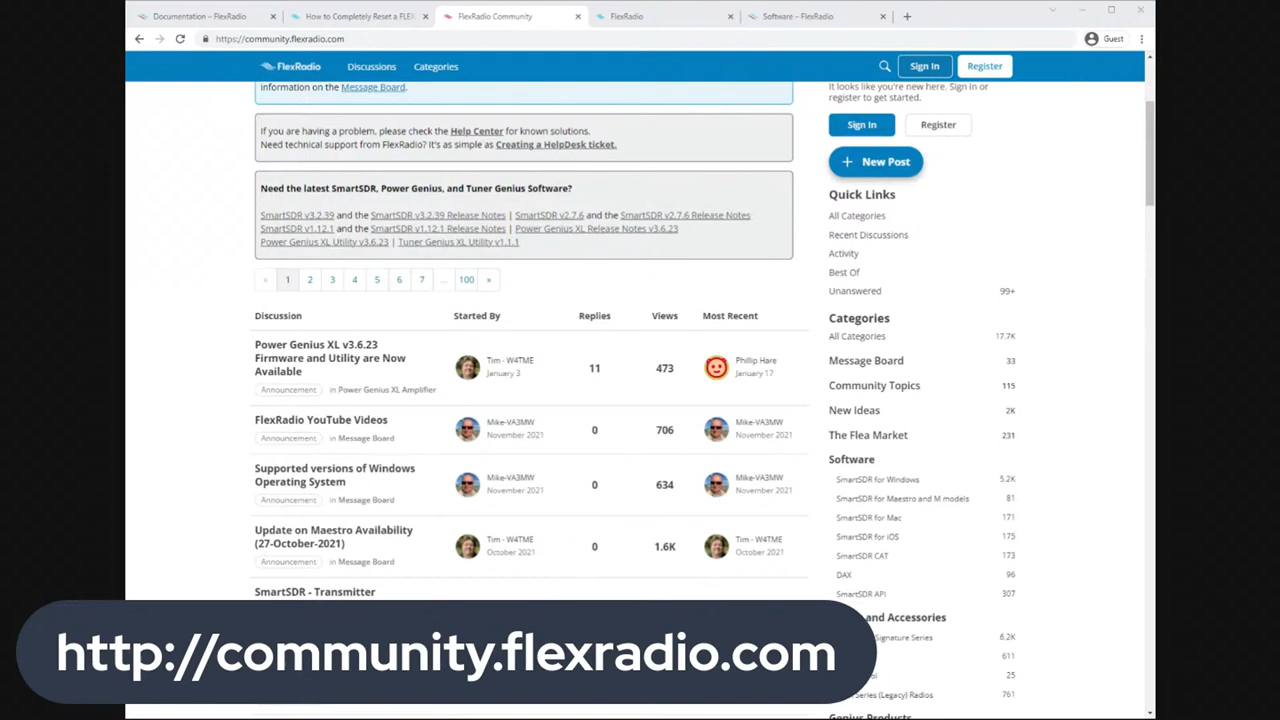 Documentation – FlexRadio
How to Completely Reset a FLEX
FlexRadio Community
FlexRadio
Software – FlexRadio
https://community.flexradio.com
Guest
FlexRadio
Discussions
Categories
Sign In
Register
information on the Message Board.
If you are having a problem, please check the Help Center for known solutions.
Need technical support from FlexRadio? It's as simple as Creating a HelpDesk ticket.
Need the latest SmartSDR, Power Genius, and Tuner Genius Software?
SmartSDR v3.2.39 and the SmartSDR v3.2.39 Release Notes | SmartSDR v2.7.6 and the SmartSDR v2.7.6 Release Notes
SmartSDR v1.12.1 and the SmartSDR v1.12.1 Release Notes | Power Genius XL Release Notes v3.6.23
Power Genius XL Utility v3.6.23 | Tuner Genius XL Utility v1.1.1
« 1 2 3 4 5 6 7 ... 100 »
Discussion Started By Replies Views Most Recent
Power Genius XL v3.6.23
Firmware and Utility are Now
Available
Announcement in Power Genius XL Amplifier
Tim - W4TME
January 3
11
473
Phillip Hare
January 17
FlexRadio YouTube Videos
Announcement in Message Board
Mike-VA3MW
November 2021
0
706
Mike-VA3MW
November 2021
Supported versions of Windows
Operating System
Announcement in Message Board
Mike-VA3MW
November 2021
0
634
Mike-VA3MW
November 2021
Update on Maestro Availability
(27-October-2021)
Announcement in Message Board
Tim - W4TME
October 2021
0
1.6K
Tim - W4TME
October 2021
SmartSDR - Transmitter
It looks like you're new here. Sign in or
register to get started.
Sign In
Register
+ New Post
Quick Links
All Categories
Recent Discussions
Activity
Best Of
Unanswered 99+
Categories
All Categories 17.7K
Message Board 33
Community Topics 115
New Ideas 2K
The Flea Market 231
Software
SmartSDR for Windows 5.2K
SmartSDR for Maestro and M models 81
SmartSDR for Mac 171
SmartSDR for iOS 175
SmartSDR CAT 173
DAX 96
SmartSDR API 307
and Accessories
Signature Series 6.2K
611
25
Series (Legacy) Radios 761
Genius Products
http://community.flexradio.com